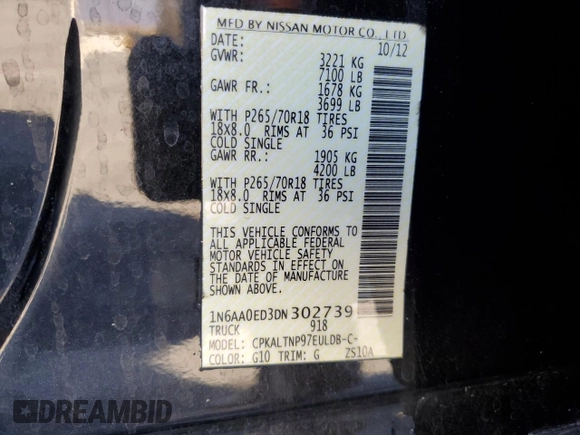 MFD BY NISSAN MOTOR CO., LTD
DATE: 10/12
GVWR: 3221 KG
7100 LB
GAWR FR.: 1678 KG
3699 LB
WITH P265/70R18 TIRES
18X8.0 RIMS AT 36 PSI
COLD SINGLE
GAWR RR.: 1905 KG
4200 LB
WITH P265/70R18 TIRES
18X8.0 RIMS AT 36 PSI
COLD SINGLE
THIS VEHICLE CONFORMS TO
ALL APPLICABLE FEDERAL
MOTOR VEHICLE SAFETY
STANDARDS IN EFFECT ON
THE DATE OF MANUFACTURE
SHOWN ABOVE.
1N6AA0ED3DN302739
TRUCK 918
MODEL: CPKALTNP97EULDB-C-
COLOR: G10 TRIM: G ZS10A
DREAMBID